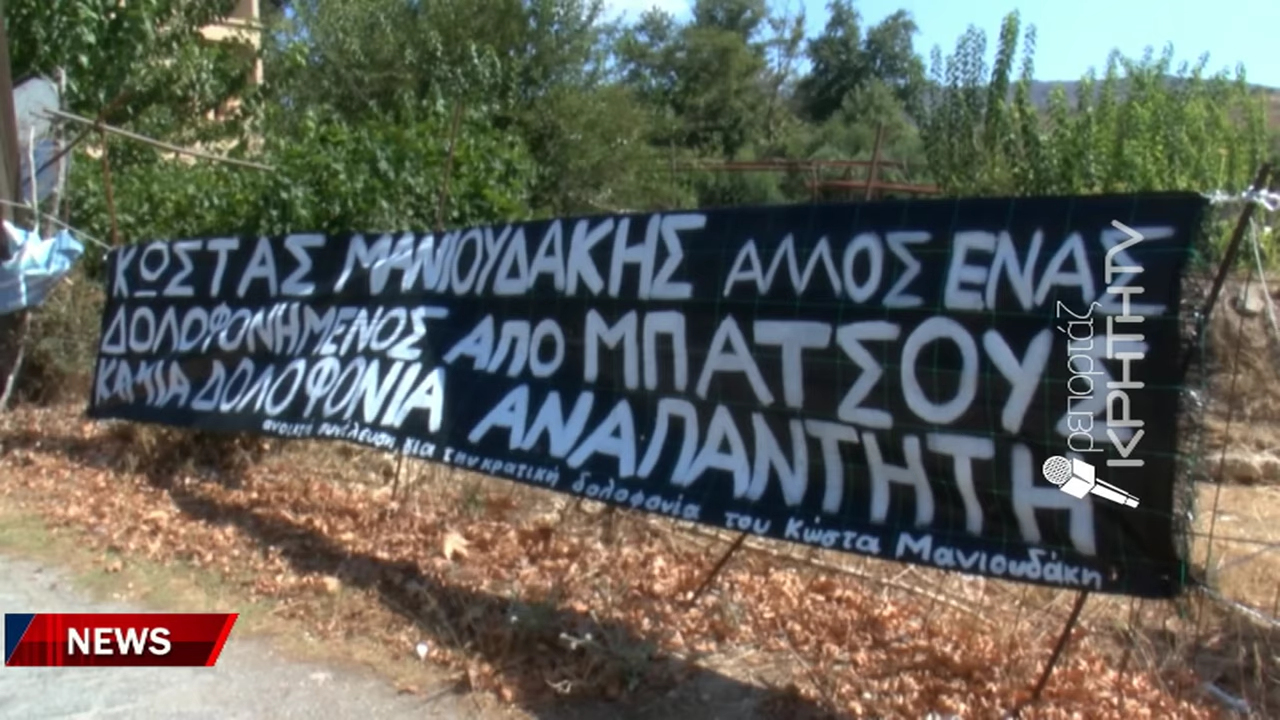 ΚΩΣΤΑΣ ΜΑΝΙΟΥΔΑΚΗΣ ΑΛΛΟΣ ΕΝΑΣ
ΔΟΛΟΦΟΝΗΜΕΝΟΣ ΑΠΟ ΜΠΑΤΣΟΥΣ
ΚΑΜΙΑ ΔΟΛΟΦΟΝΙΑ ΑΝΑΠΑΝΤΗΤΗ
ανοιχτή συνέλευση για την κρατική δολοφονία του Κώστα Μανιουδάκη
ρεπορτάζ
ΚΡΗΤΗ TV
NEWS